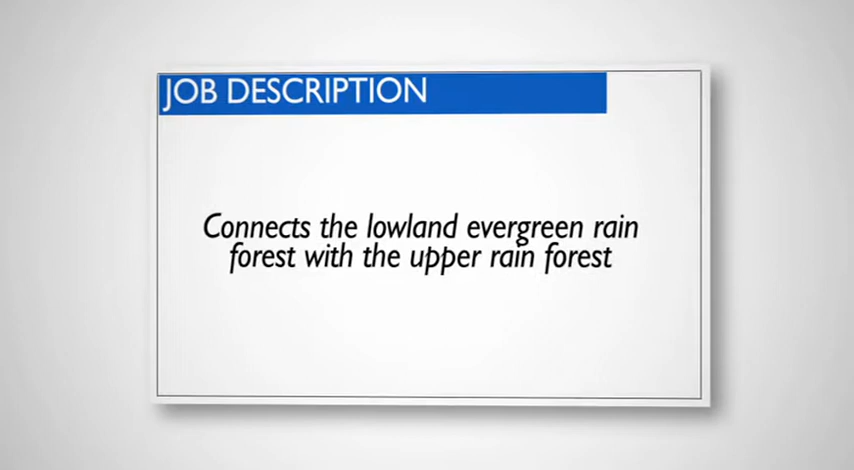 JOB DESCRIPTION
Connects the lowland evergreen rain
forest with the upper rain forest